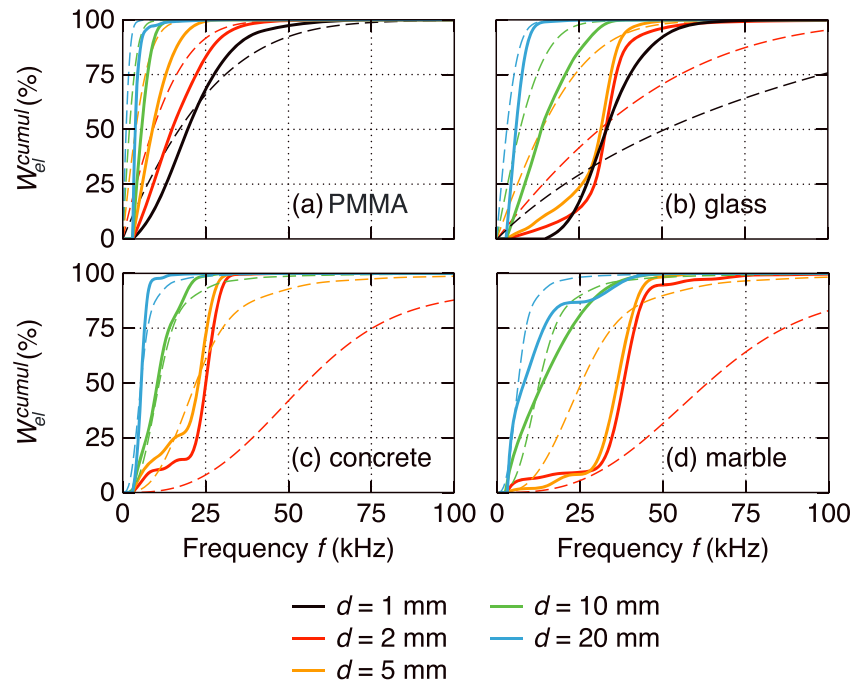 100
75
50
25
0
W_el^cumul (%)
(a) PMMA
(b) glass
100
75
50
25
0
W_el^cumul (%)
(c) concrete
(d) marble
0 25 50 75 100
0 25 50 75 100
Frequency f (kHz)
Frequency f (kHz)
d = 1 mm
d = 2 mm
d = 5 mm
d = 10 mm
d = 20 mm